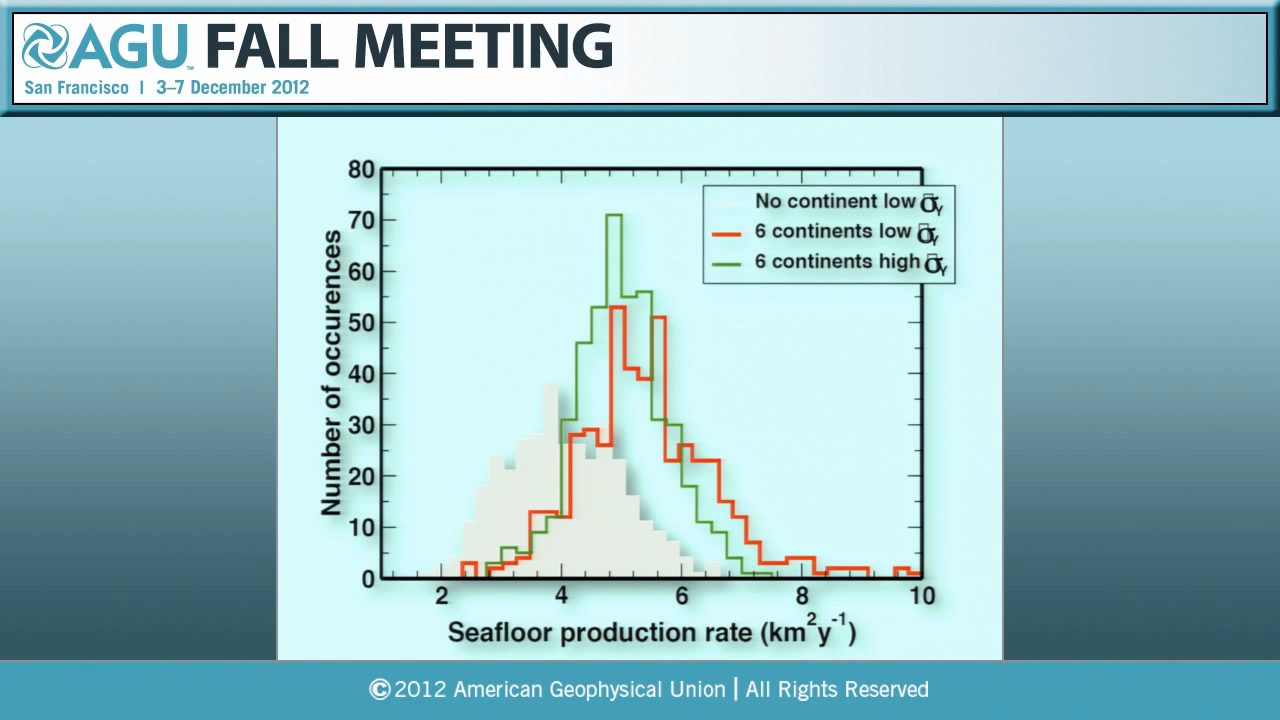 AGU™ FALL MEETING
San Francisco | 3–7 December 2012
80
70
60
50
40
30
20
10
0
Number of occurences
No continent low σ̅Y
6 continents low σ̅Y
6 continents high σ̅Y
2 4 6 8 10
Seafloor production rate (km²y⁻¹)
©2012 American Geophysical Union | All Rights Reserved